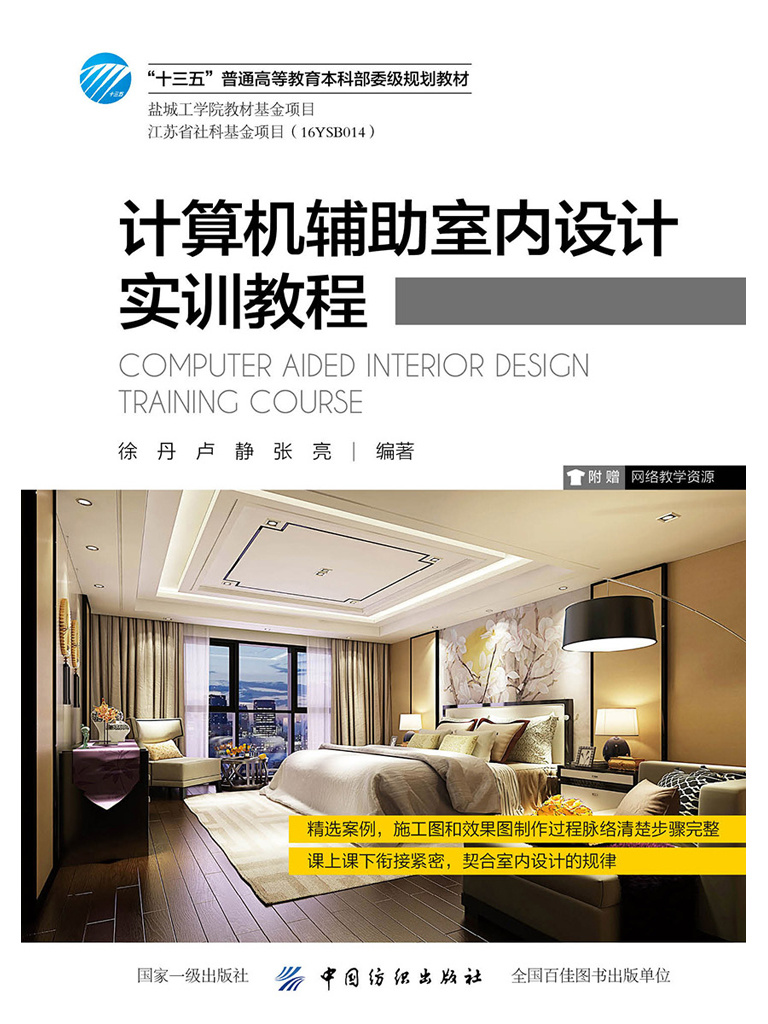 “十三五”普通高等教育本科部委级规划教材
十三五
盐城工学院教材基金项目
江苏省社科基金项目（16YSB014）
计算机辅助室内设计
实训教程
COMPUTER AIDED INTERIOR DESIGN
TRAINING COURSE
徐 丹 卢 静 张 亮 | 编著
附赠 网络教学资源
精选案例，施工图和效果图制作过程脉络清楚步骤完整
课上课下衔接紧密，契合室内设计的规律
国家一级出版社 中国纺织出版社 全国百佳图书出版单位